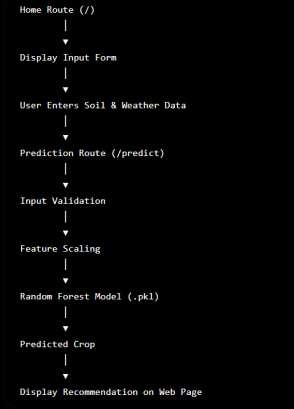 Home Route (/)
Display Input Form
User Enters Soil & Weather Data
Prediction Route (/predict)
Input Validation
Feature Scaling
Random Forest Model (.pkl)
Predicted Crop
Display Recommendation on Web Page